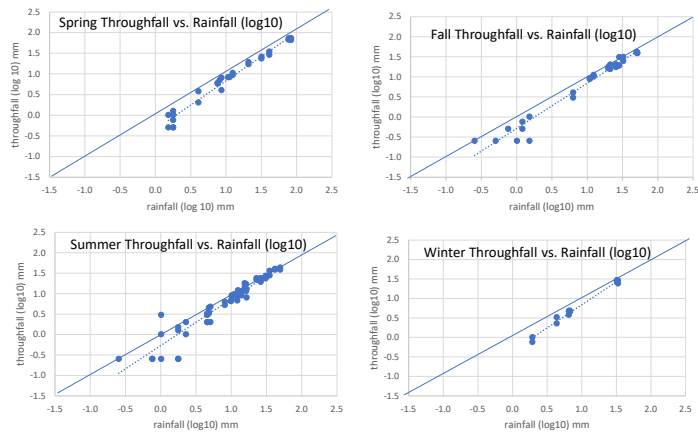 Spring Throughfall vs. Rainfall (log10)
throughfall (log 10) mm
2.5
2.0
1.5
1.0
0.5
0.0
-0.5
-1.0
-1.5
-1.5 -1.0 -0.5 0.0 0.5 1.0 1.5 2.0 2.5
rainfall (log 10) mm
Fall Throughfall vs. Rainfall (log10)
throughfall (log10) mm
2.5
2.0
1.5
1.0
0.5
0.0
-0.5
-1.0
-1.5
-1.5 -1.0 -0.5 0.0 0.5 1.0 1.5 2.0 2.5
rainfall (log 10) mm
Summer Throughfall vs. Rainfall (log10)
throughfall (log10) mm
2.5
2.0
1.5
1.0
0.5
0.0
-0.5
-1.0
-1.5
-1.5 -1.0 -0.5 0.0 0.5 1.0 1.5 2.0 2.5
rainfall (log10) mm
Winter Throughfall vs. Rainfall (log10)
throughfall (log10) mm
2.5
2.0
1.5
1.0
0.5
0.0
-0.5
-1.0
-1.5
-1.5 -1.0 -0.5 0.0 0.5 1.0 1.5 2.0 2.5
rainfall (log10) mm